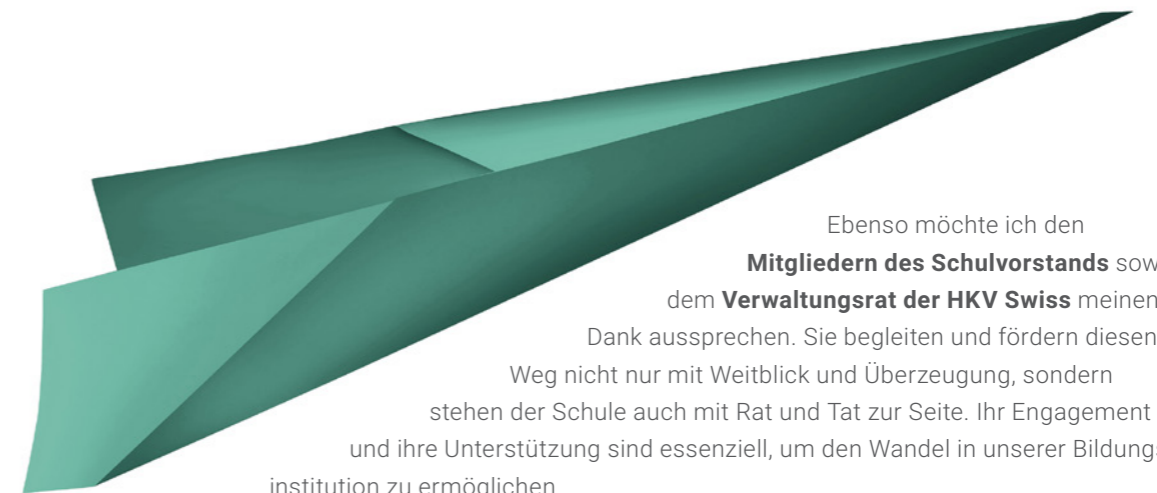 Ebenso möchte ich den
Mitgliedern des Schulvorstands sow
dem Verwaltungsrat der HKV Swiss meinen
Dank aussprechen. Sie begleiten und fördern diesen
Weg nicht nur mit Weitblick und Überzeugung, sondern
stehen der Schule auch mit Rat und Tat zur Seite. Ihr Engagement
und ihre Unterstützung sind essenziell, um den Wandel in unserer Bildungs
institution zu ermöglichen